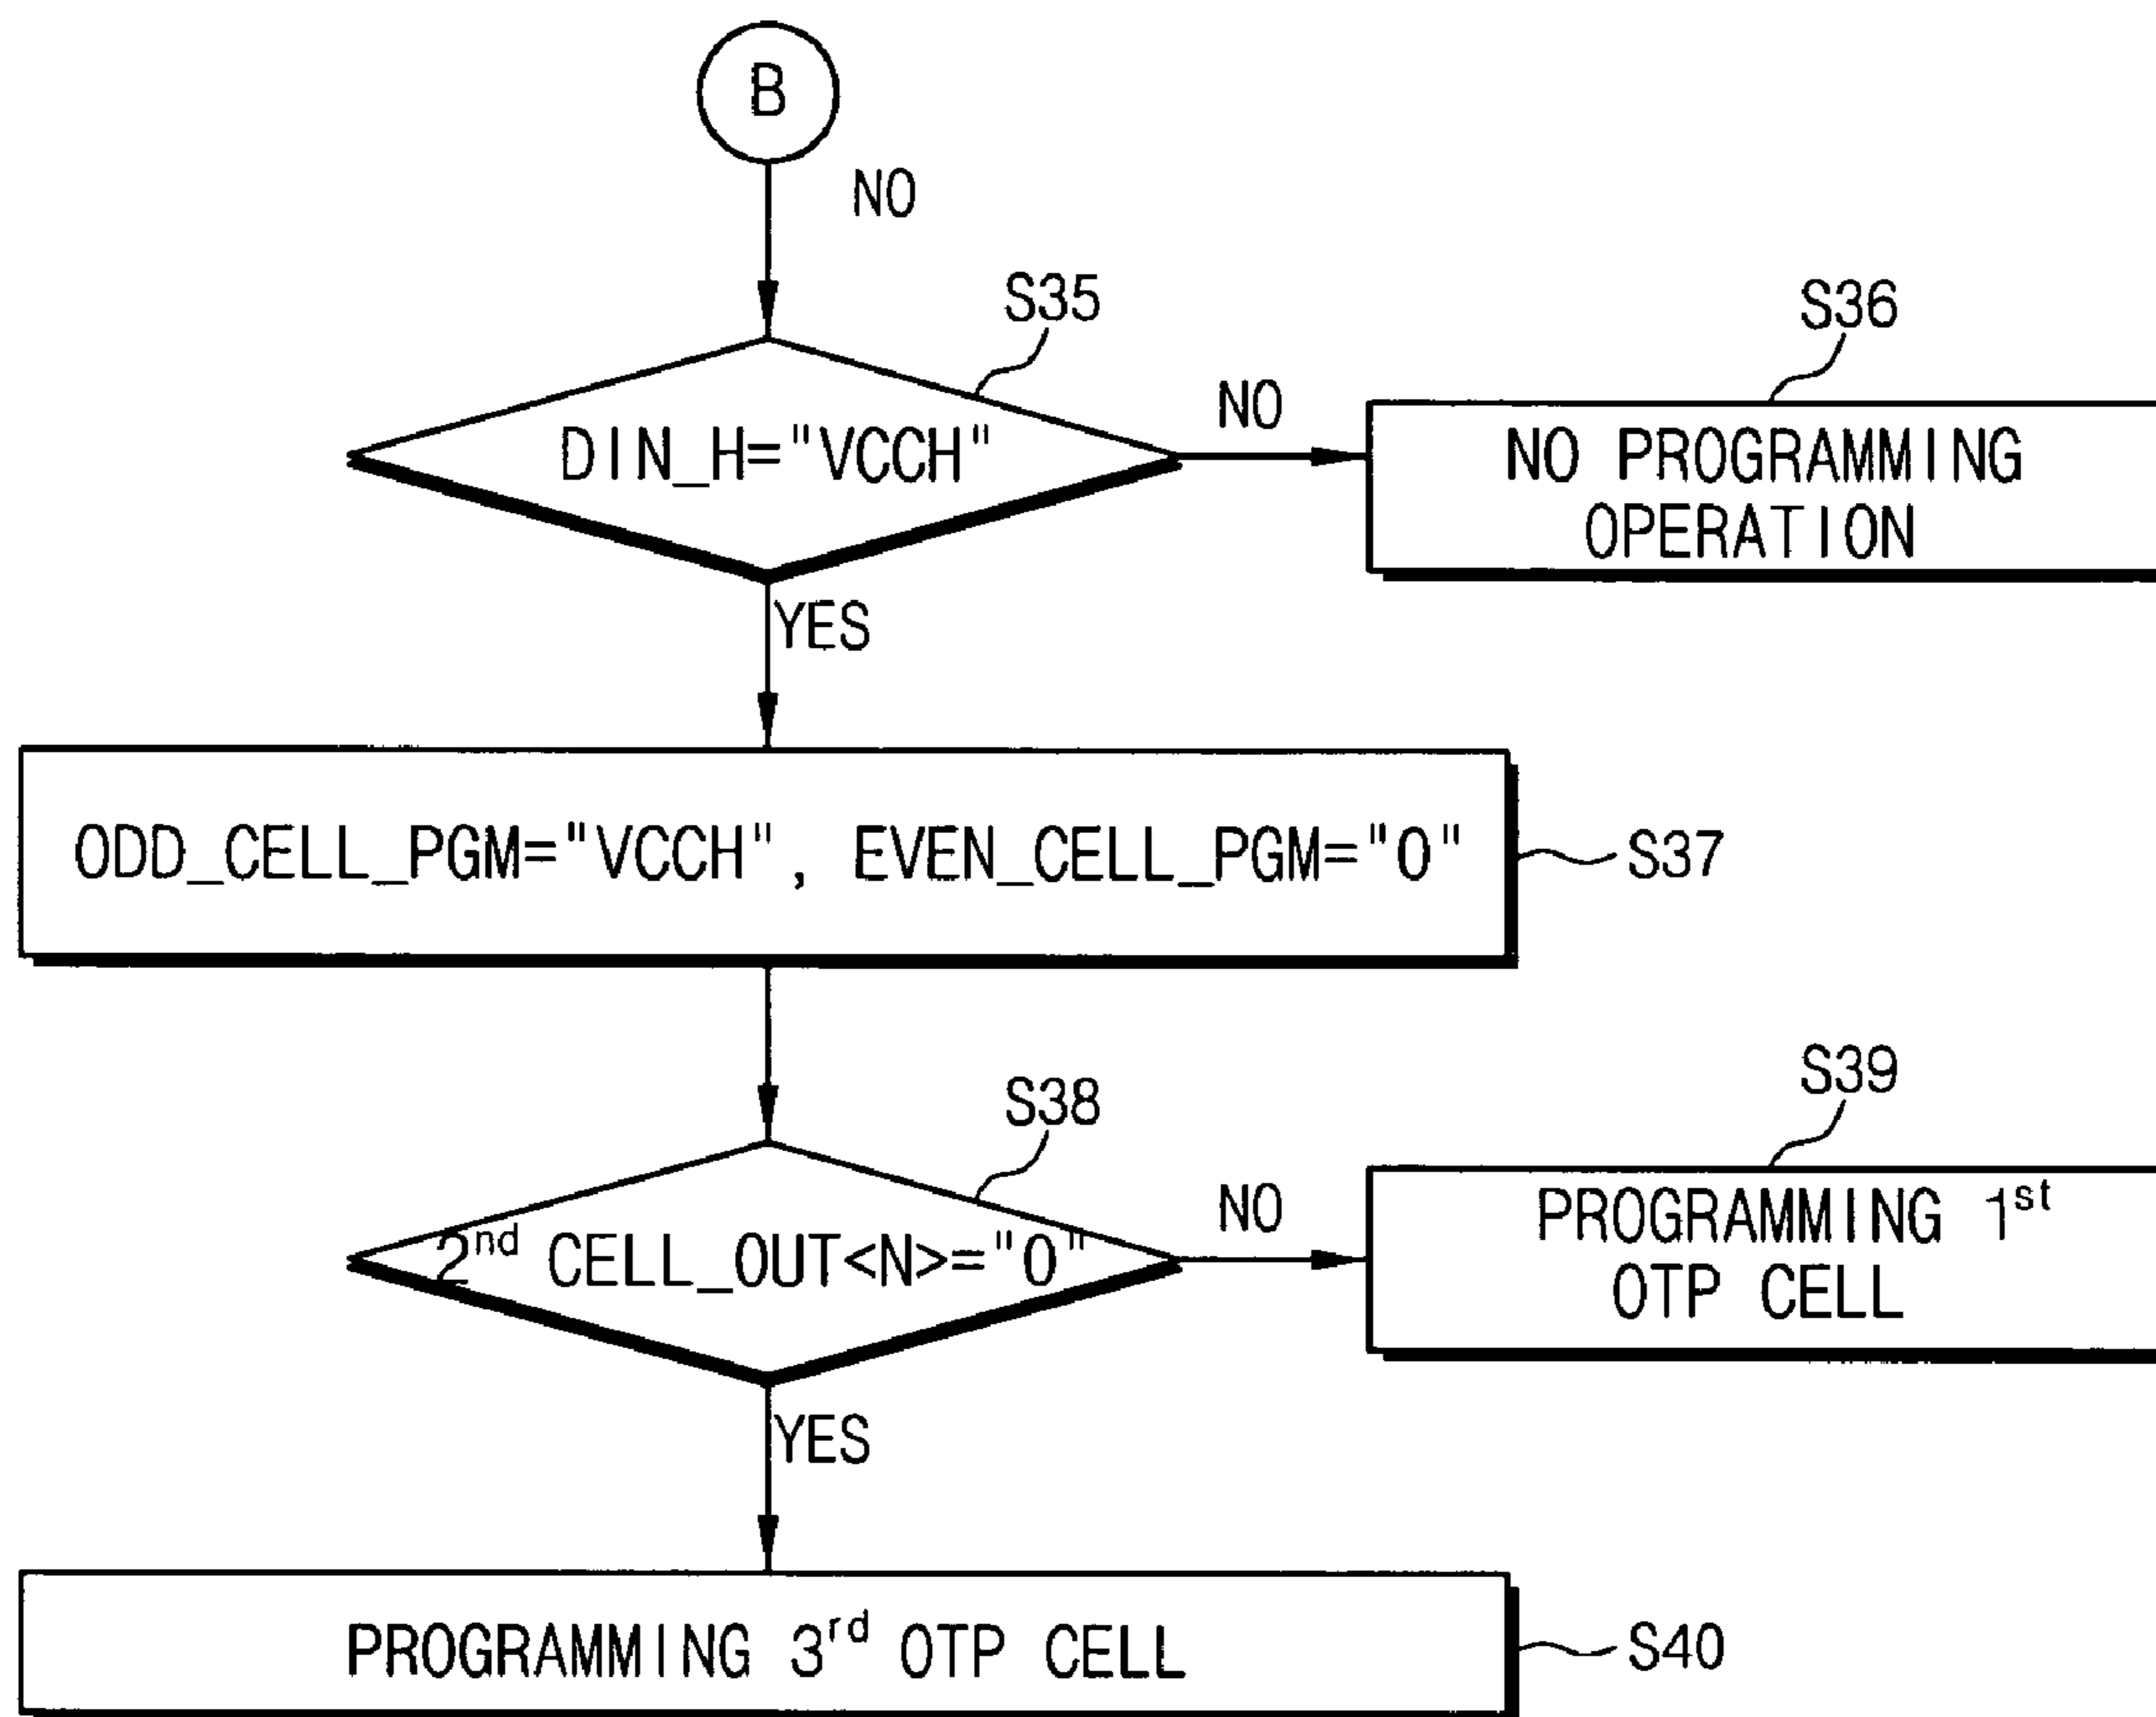 B
NO
S35
S36
DIN_H="VCCH"
NO
NO PROGRAMMING
OPERATION
YES
ODD_CELL_PGM="VCCH", EVEN_CELL_PGM="0"
S37
S38
S39
2nd CELL_OUT<N>="0"
NO
PROGRAMMING 1st
OTP CELL
YES
PROGRAMMING 3rd OTP CELL
S40